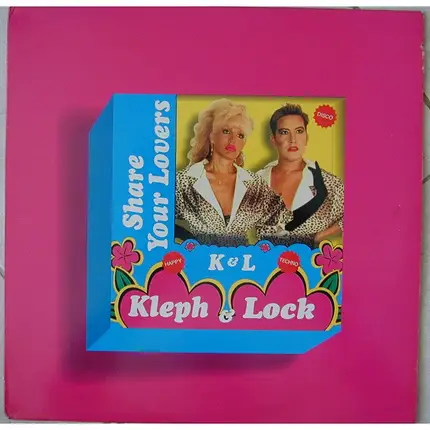 Share
Your Lovers
DISCO
K & L
HAPPY
TECHNO
Kleph & Lock